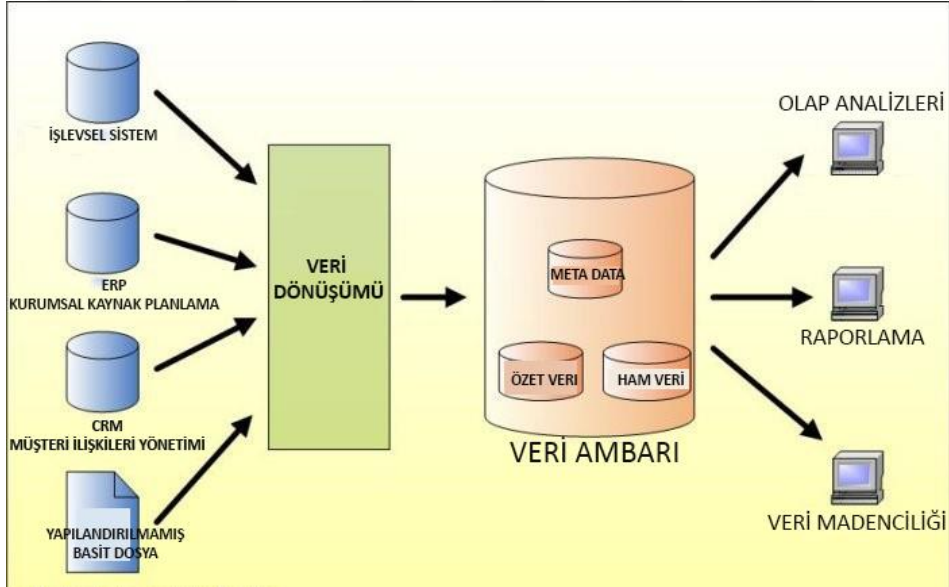 İŞLEVSEL SİSTEM
ERP
KURUMSAL KAYNAK PLANLAMA
CRM
MÜŞTERİ İLİŞKİLERİ YÖNETİMİ
YAPILANDIRILMAMIŞ
BASİT DOSYA
VERİ
DÖNÜŞÜMÜ
META DATA
ÖZET VERI
HAM VERİ
VERİ AMBARI
OLAP ANALİZLERİ
RAPORLAMA
VERİ MADENCİLİĞİ